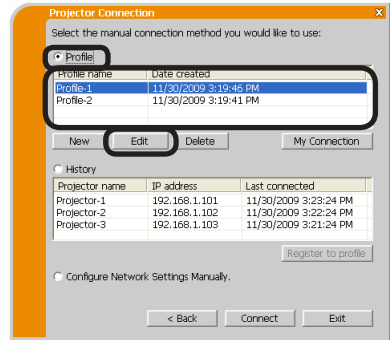 Projector Connection X
Select the manual connection method you would like to use:
Profile
Profile name Date created
Profile-1 11/30/2009 3:19:46 PM
Profile-2 11/30/2009 3:19:41 PM
New Edit Delete My Connection
History
Projector name IP address Last connected
Projector-1 192.168.1.101 11/30/2009 3:23:24 PM
Projector-2 192.168.1.102 11/30/2009 3:22:24 PM
Projector-3 192.168.1.103 11/30/2009 3:21:24 PM
Register to profile
Configure Network Settings Manually.
< Back Connect Exit